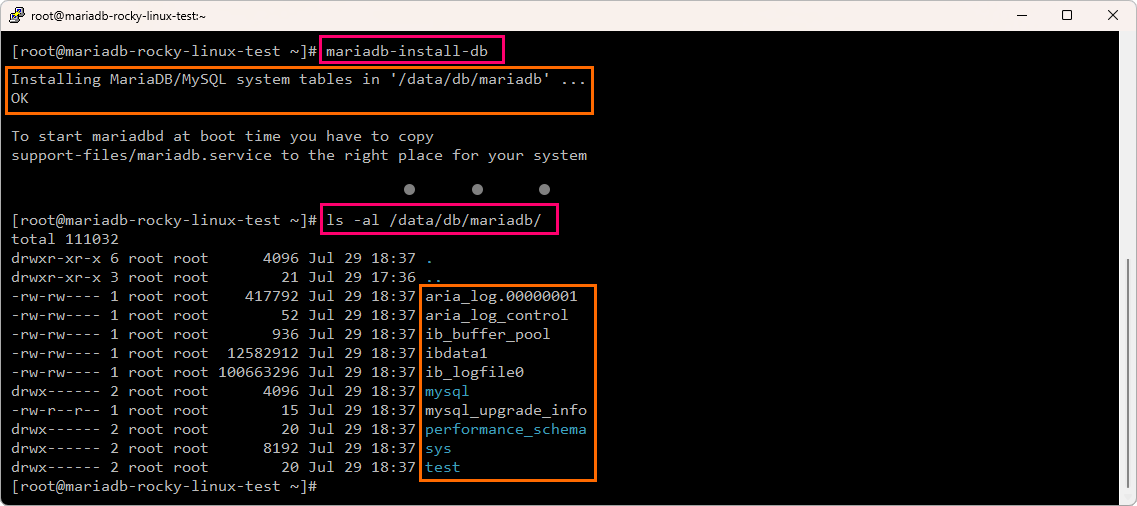 root@mariadb-rocky-linux-test:~
[root@mariadb-rocky-linux-test ~]# mariadb-install-db
Installing MariaDB/MySQL system tables in '/data/db/mariadb' ...
OK
To start mariadbd at boot time you have to copy
support-files/mariadb.service to the right place for your system
[root@mariadb-rocky-linux-test ~]# ls -al /data/db/mariadb/
total 111032
drwxr-xr-x 6 root root      4096 Jul 29 18:37 .
drwxr-xr-x 3 root root        21 Jul 29 17:36 ..
-rw-rw---- 1 root root    417792 Jul 29 18:37 aria_log.00000001
-rw-rw---- 1 root root        52 Jul 29 18:37 aria_log_control
-rw-rw---- 1 root root       936 Jul 29 18:37 ib_buffer_pool
-rw-rw---- 1 root root  12582912 Jul 29 18:37 ibdata1
-rw-rw---- 1 root root 100663296 Jul 29 18:37 ib_logfile0
drwx------ 2 root root      4096 Jul 29 18:37 mysql
-rw-r--r-- 1 root root        15 Jul 29 18:37 mysql_upgrade_info
drwx------ 2 root root        20 Jul 29 18:37 performance_schema
drwx------ 2 root root      8192 Jul 29 18:37 sys
drwx------ 2 root root        20 Jul 29 18:37 test
[root@mariadb-rocky-linux-test ~]#